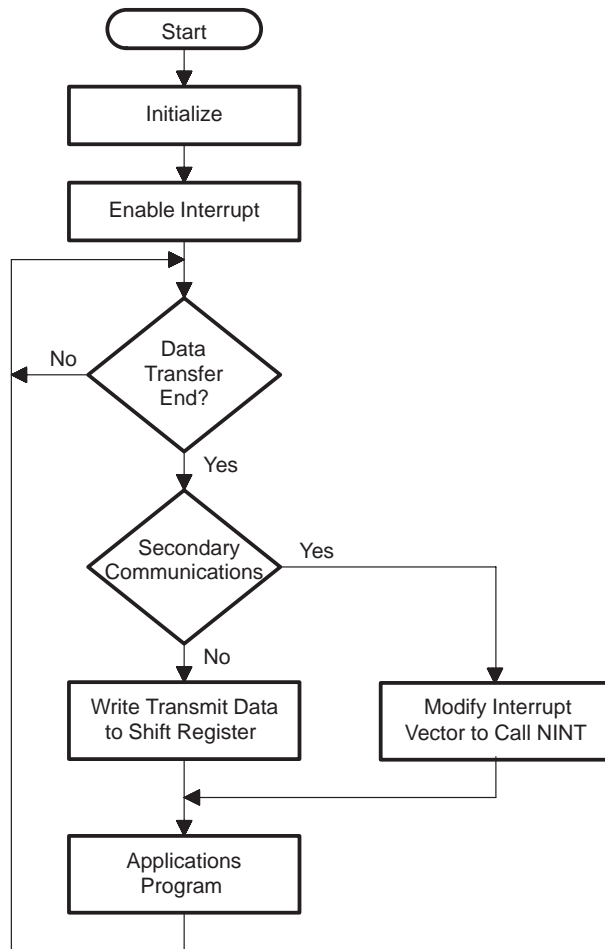 Start
Initialize
Enable Interrupt
Data
Transfer
End?
No
Yes
Secondary
Communications
Yes
No
Write Transmit Data
to Shift Register
Modify Interrupt
Vector to Call NINT
Applications
Program